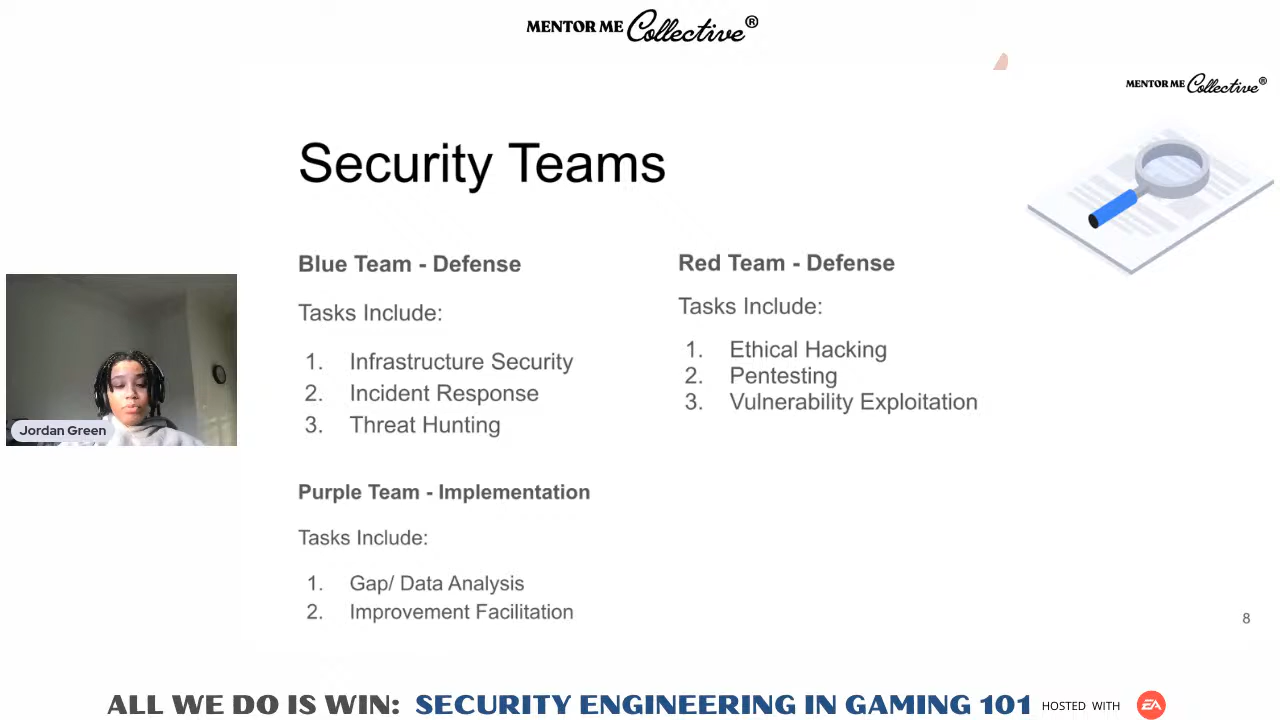 MENTOR ME Collective®
MENTOR ME Collective®
Security Teams
Blue Team - Defense
Tasks Include:
1. Infrastructure Security
2. Incident Response
3. Threat Hunting
Red Team - Defense
Tasks Include:
1. Ethical Hacking
2. Pentesting
3. Vulnerability Exploitation
Purple Team - Implementation
Tasks Include:
1. Gap/ Data Analysis
2. Improvement Facilitation
Jordan Green
8
ALL WE DO IS WIN: SECURITY ENGINEERING IN GAMING 101 HOSTED WITH EA